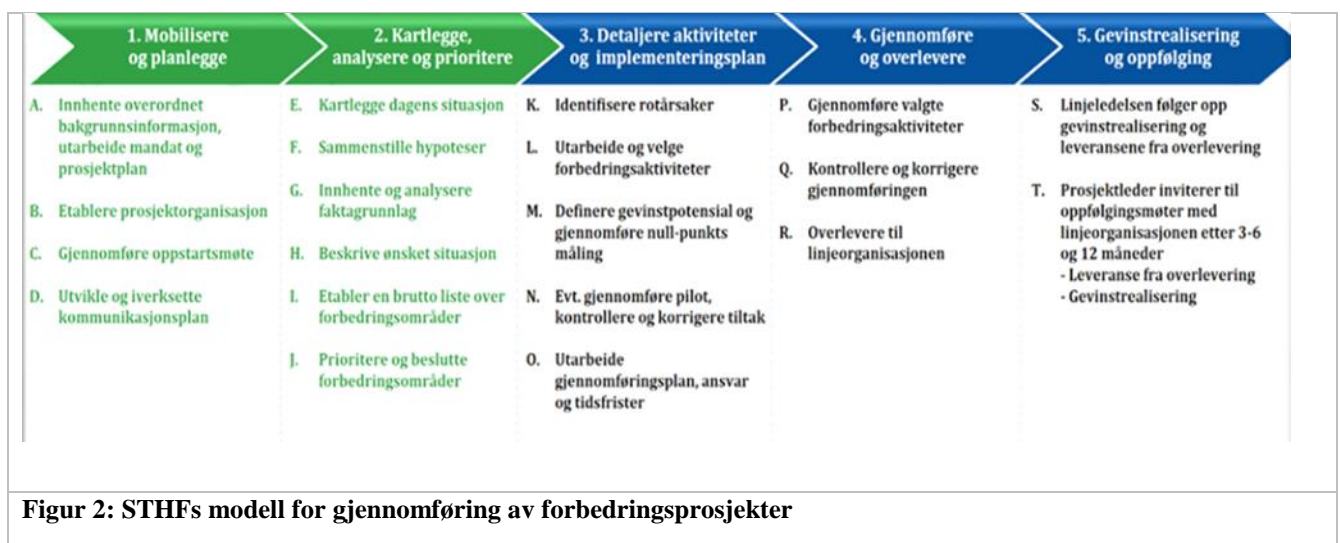 1. Mobilisere
og planlegge
2. Kartlegge,
analysere og prioritere
3. Detaljere aktiviteter
og implementeringsplan
4. Gjennomføre
og overlevere
5. Gevinstrealisering
og oppfølging
A. Innhente overordnet
bakgrunnsinformasjon,
utarbeide mandat og
prosjektplan
B. Etablere prosjektorganisasjon
C. Gjennomføre oppstartsmøte
D. Utvikle og iverksette
kommunikasjonsplan
E. Kartlegge dagens situasjon
F. Sammenstille hypoteser
G. Innhente og analysere
faktagrunnlag
H. Beskrive ønsket situasjon
I. Etabler en brutto liste over
forbedringsområder
J. Prioritere og beslutte
forbedringsområder
K. Identifisere rotårsaker
L. Utarbeide og velge
forbedringsaktiviteter
M. Definere gevinstpotensial og
gjennomføre null-punkts
måling
N. Evt. gjennomføre pilot,
kontrollere og korrigere tiltak
O. Utarbeide
gjennomføringsplan, ansvar
og tidsfrister
P. Gjennomføre valgte
forbedringsaktiviteter
Q. Kontrollere og korrigere
gjennomføringen
R. Overlevere til
linjeorganisasjonen
S. Linjeledelsen følger opp
gevinstrealisering og
leveransene fra overlevering
T. Prosjektleder inviterer til
oppfølgingsmøter med
linjeorganisasjonen etter 3-6
og 12 måneder
- Leveranse fra overlevering
- Gevinstrealisering
Figur 2: STHFs modell for gjennomføring av forbedringsprosjekter